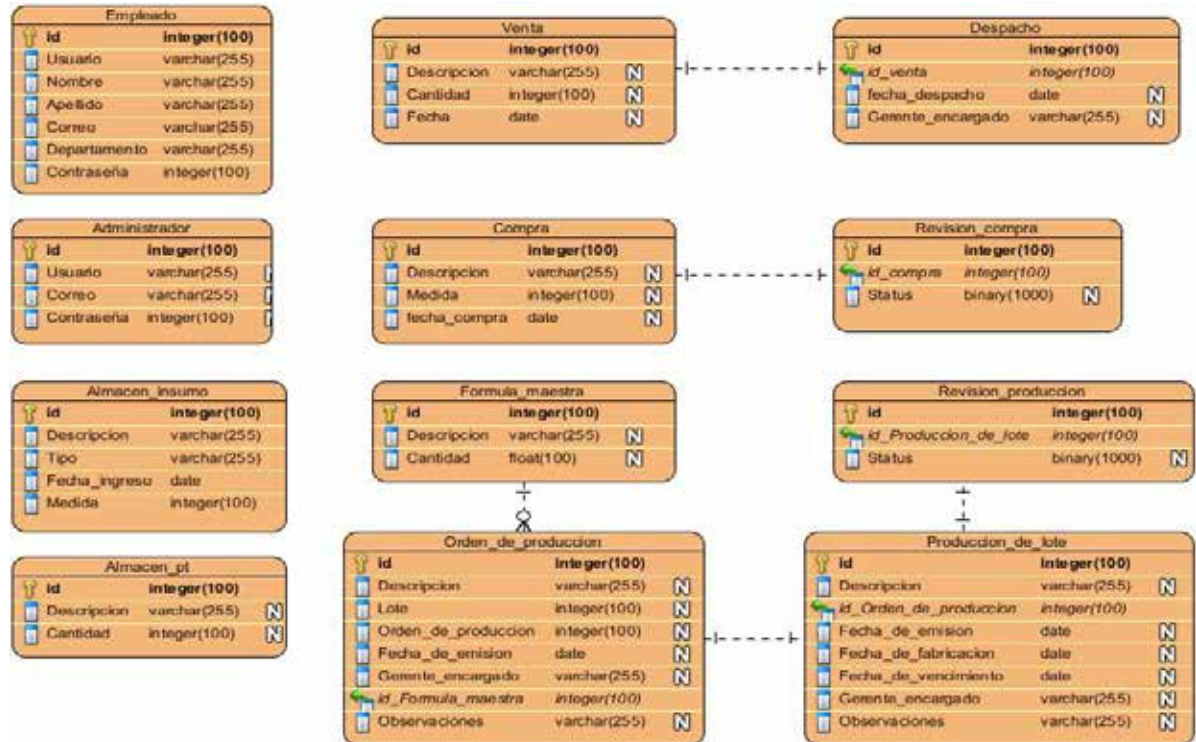 Empleado
id integer(100)
Usuario varchar(255)
Nombre varchar(255)
Apellido varchar(255)
Correo varchar(255)
Departamento varchar(255)
Contraseña integer(100)
Venta
id integer(100)
Descripcion varchar(255) N
Cantidad integer(100) N
Fecha date N
Despacho
id integer(100)
id_venta integer(100)
fecha_despacho date N
Gerente_encargado varchar(255) N
Administrador
id integer(100)
Usuario varchar(255) N
Correo varchar(255) N
Contraseña integer(100) N
Compra
id integer(100)
Descripcion varchar(255) N
Medida integer(100) N
fecha_compra date N
Revision_compra
id integer(100)
id_compra integer(100)
Status binary(1000) N
Almacen_insumo
id integer(100)
Descripcion varchar(255)
Tipo varchar(255)
Fecha_ingreso date
Medida integer(100)
Formula_maestra
id integer(100)
Descripcion varchar(255) N
Cantidad float(100) N
Revision_produccion
id integer(100)
id_Produccion_de_lote integer(100)
Status binary(1000) N
Almacen_pt
id integer(100)
Descripcion varchar(255) N
Cantidad integer(100) N
Orden_de_produccion
id integer(100)
Descripcion varchar(255) N
Lote integer(100) N
Orden_de_produccion integer(100) N
Fecha_de_emision date N
Gerente_encargado varchar(255) N
id_Formula_maestra integer(100)
Observaciones varchar(255) N
Produccion_de_lote
id integer(100)
Descripcion varchar(255) N
id_Orden_de_produccion integer(100)
Fecha_de_emision date N
Fecha_de_fabricacion date N
Fecha_de_vencimiento date N
Gerente_encargado varchar(255) N
Observaciones varchar(255) N